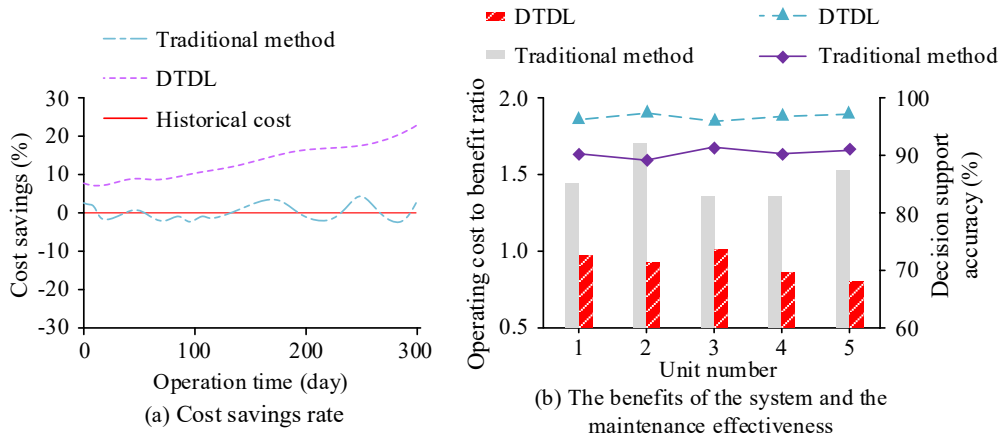 Traditional method
DTDL
Historical cost
30
20
10
0
-10
-20
-30
Cost savings (%)
0
100
200
300
Operation time (day)
(a) Cost savings rate
DTDL
DTDL
Traditional method
Traditional method
2.0
1.5
1.0
0.5
Operating cost to benefit ratio
100
90
80
70
60
Decision support
accuracy (%)
1
2
3
4
5
Unit number
(b) The benefits of the system and the
maintenance effectiveness